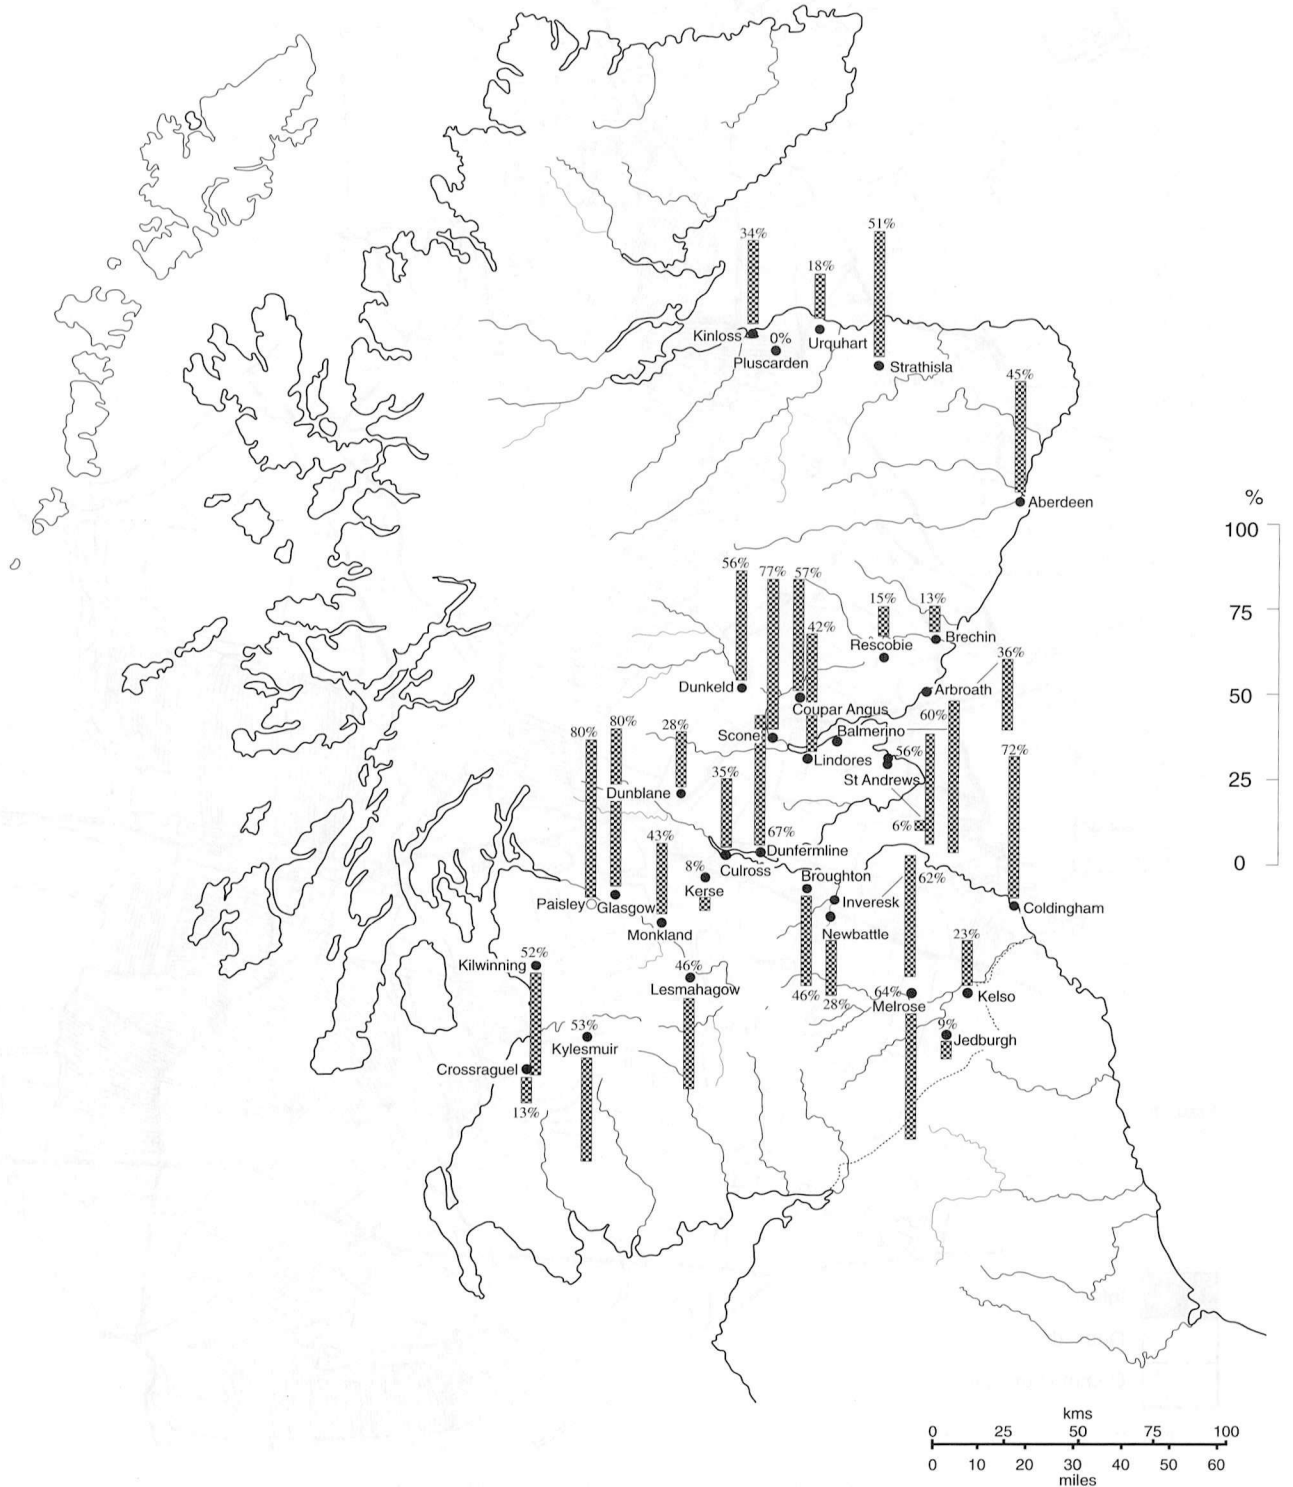 51%
34%
18%
Kinloss
0%
Urquhart
Pluscarden
Strathisla
45%
Aberdeen
%
100
56%
77%
57%
15%
13%
75
42%
Brechin
Rescobie
36%
Dunkeld
Arbroath
50
Coupar Angus
60%
80%
80%
28%
Scone
Balmerino
56%
72%
Lindores
35%
St Andrews
25
Dunblane
43%
67%
6%
Dunfermline
0
8%
Culross
Broughton
62%
Kerse
Paisley
Glasgow
Inveresk
Coldingham
Monkland
Newbattle
23%
52%
Kilwinning
46%
Lesmahagow
46%
28%
64%
Melrose
Kelso
53%
9%
Kylesmuir
Jedburgh
Crossraguel
13%
kms
0 25 50 75 100
0 10 20 30 40 50 60
miles